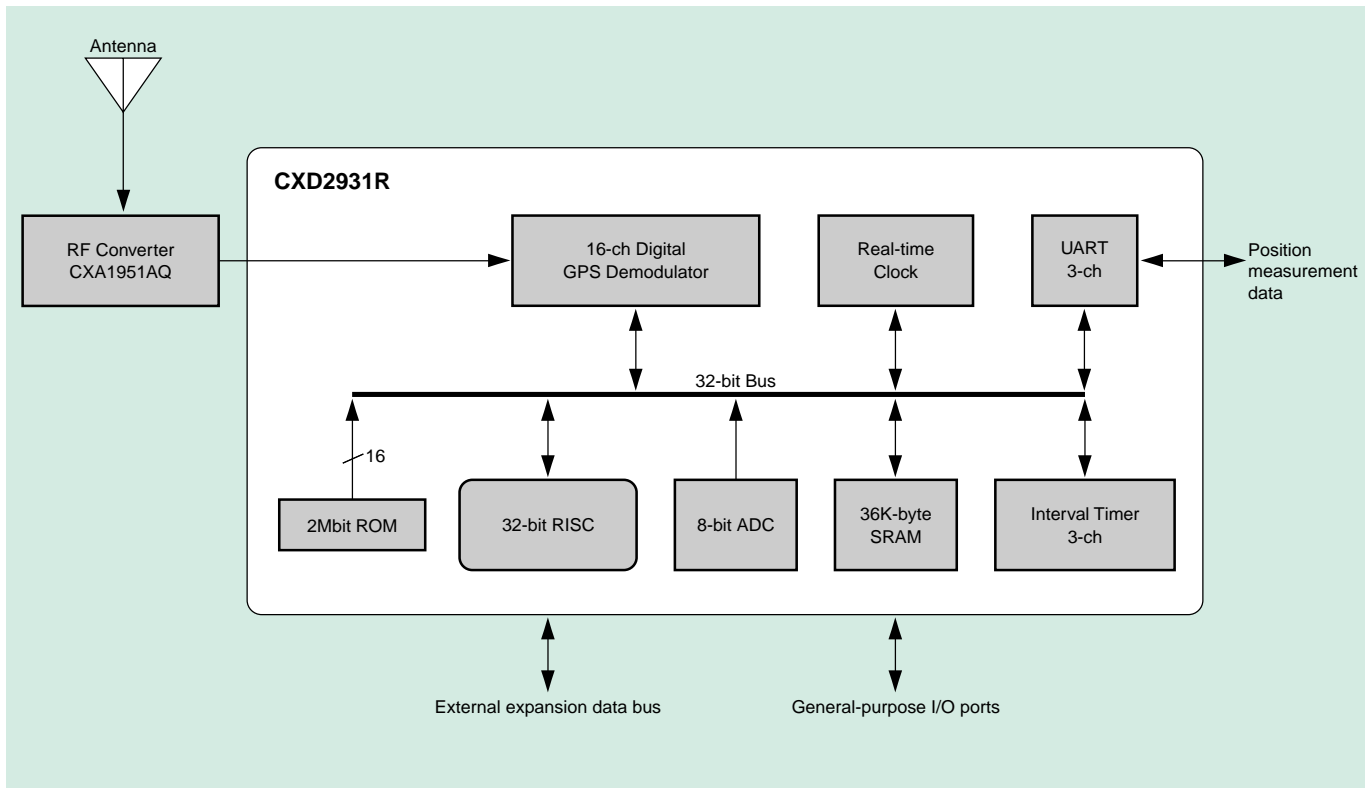 Antenna
CXD2931R
RF Converter
CXA1951AQ
16-ch Digital
GPS Demodulator
Real-time
Clock
UART
3-ch
Position
measurement
data
32-bit Bus
16
2Mbit ROM
32-bit RISC
8-bit ADC
36K-byte
SRAM
Interval Timer
3-ch
External expansion data bus
General-purpose I/O ports